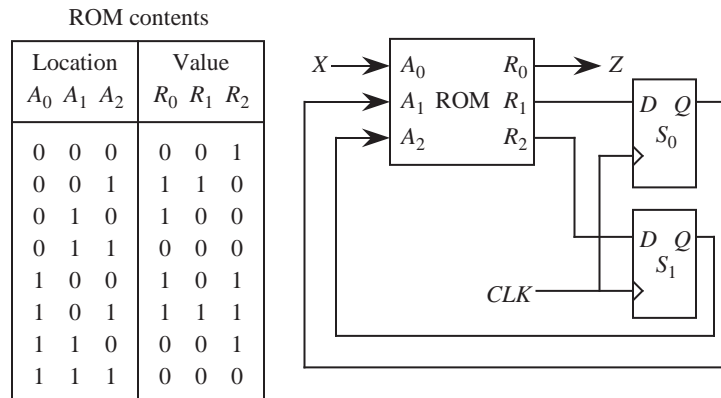 ROM contents
Location Value
A0 A1 A2 R0 R1 R2
0 0 0 0 0 1
0 0 1 1 1 0
0 1 0 1 0 0
0 1 1 0 0 0
1 0 0 1 0 1
1 0 1 1 1 1
1 1 0 0 0 1
1 1 1 0 0 0
X A0 R0 Z
A1 ROM R1 D Q
A2 R2 S0
D Q
S1
CLK